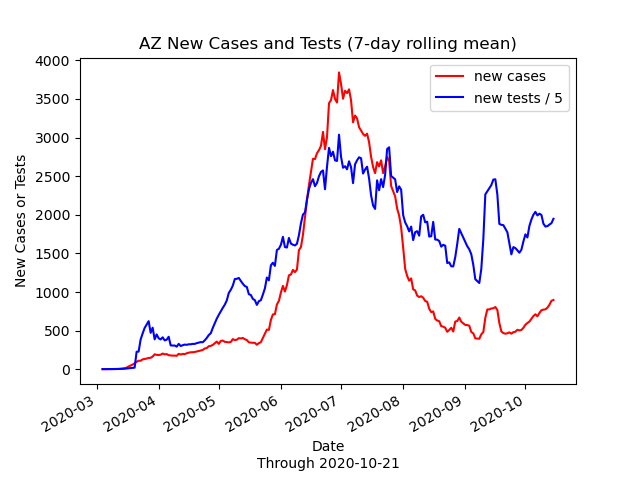 AZ New Cases and Tests (7-day rolling mean)
4000
3500
3000
2500
2000
1500
1000
500
0
New Cases or Tests
new cases
new tests / 5
2020-03
2020-04
2020-05
2020-06
2020-07
2020-08
2020-09
2020-10
Date
Through 2020-10-21